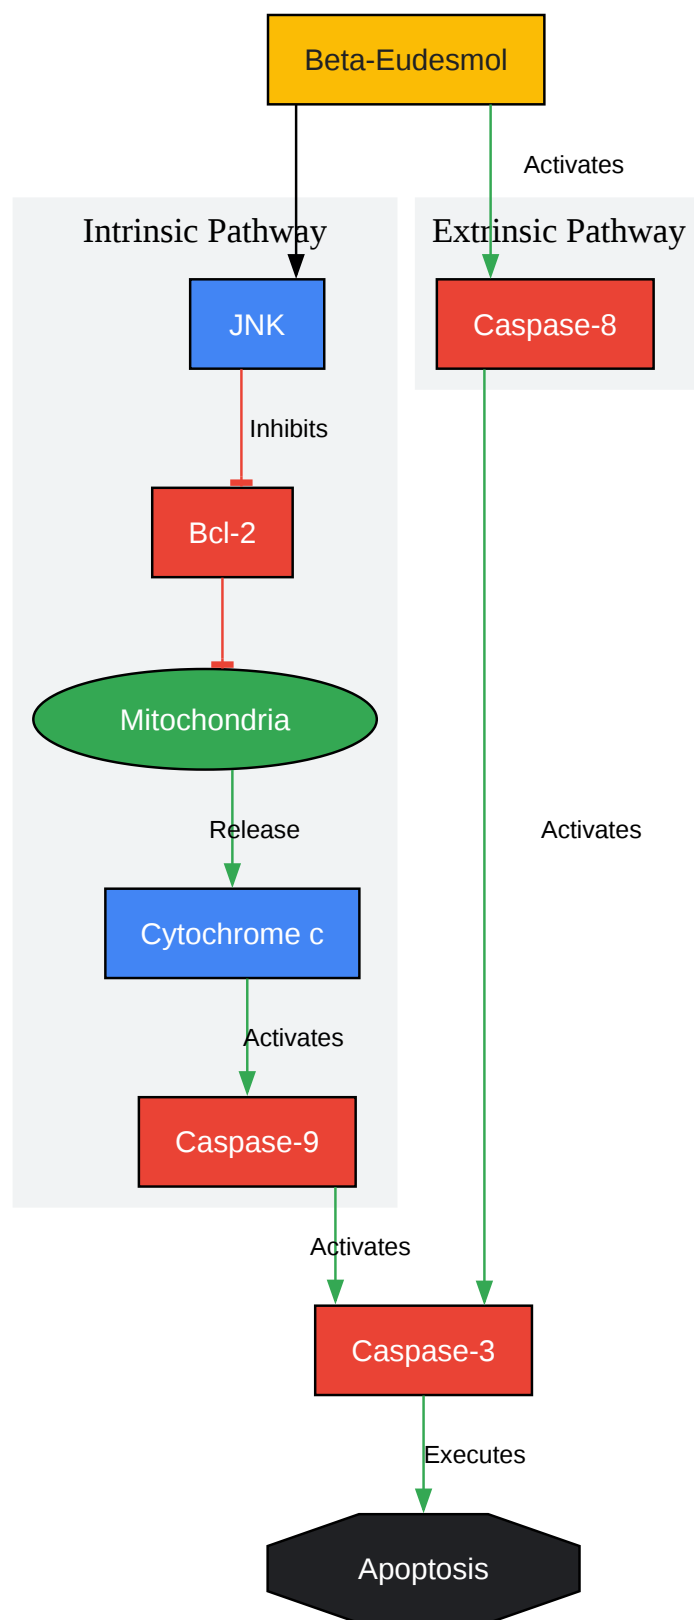 Beta-Eudesmol
Activates
Intrinsic Pathway
Extrinsic Pathway
JNK
Caspase-8
Inhibits
Bcl-2
Mitochondria
Release
Activates
Cytochrome c
Activates
Caspase-9
Activates
Caspase-3
Executes
Apoptosis